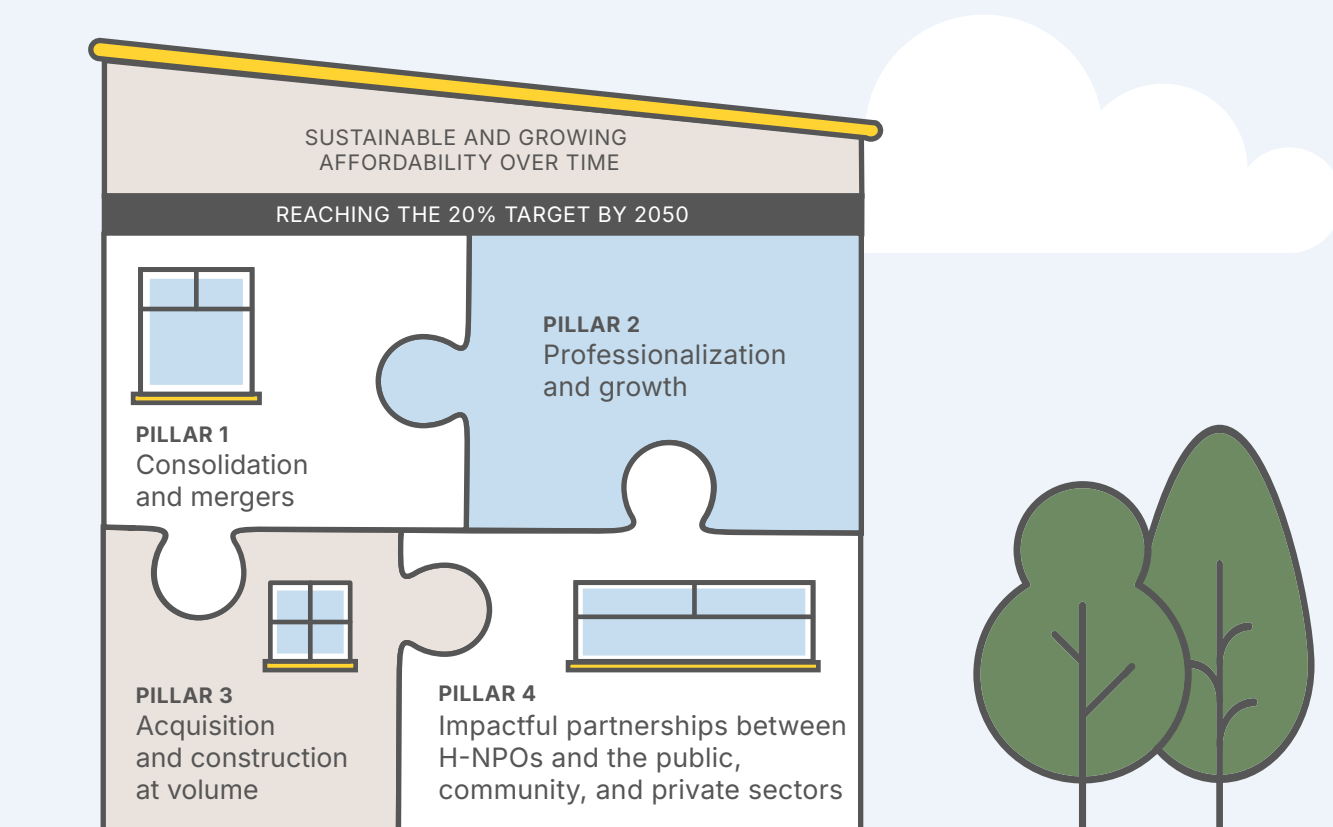 SUSTAINABLE AND GROWING
AFFORDABILITY OVER TIME
REACHING THE 20% TARGET BY 2050
PILLAR 1
Consolidation
and mergers
PILLAR 2
Professionalization
and growth
PILLAR 3
Acquisition
and construction
at volume
PILLAR 4
Impactful partnerships between
H-NPOs and the public,
community, and private sectors